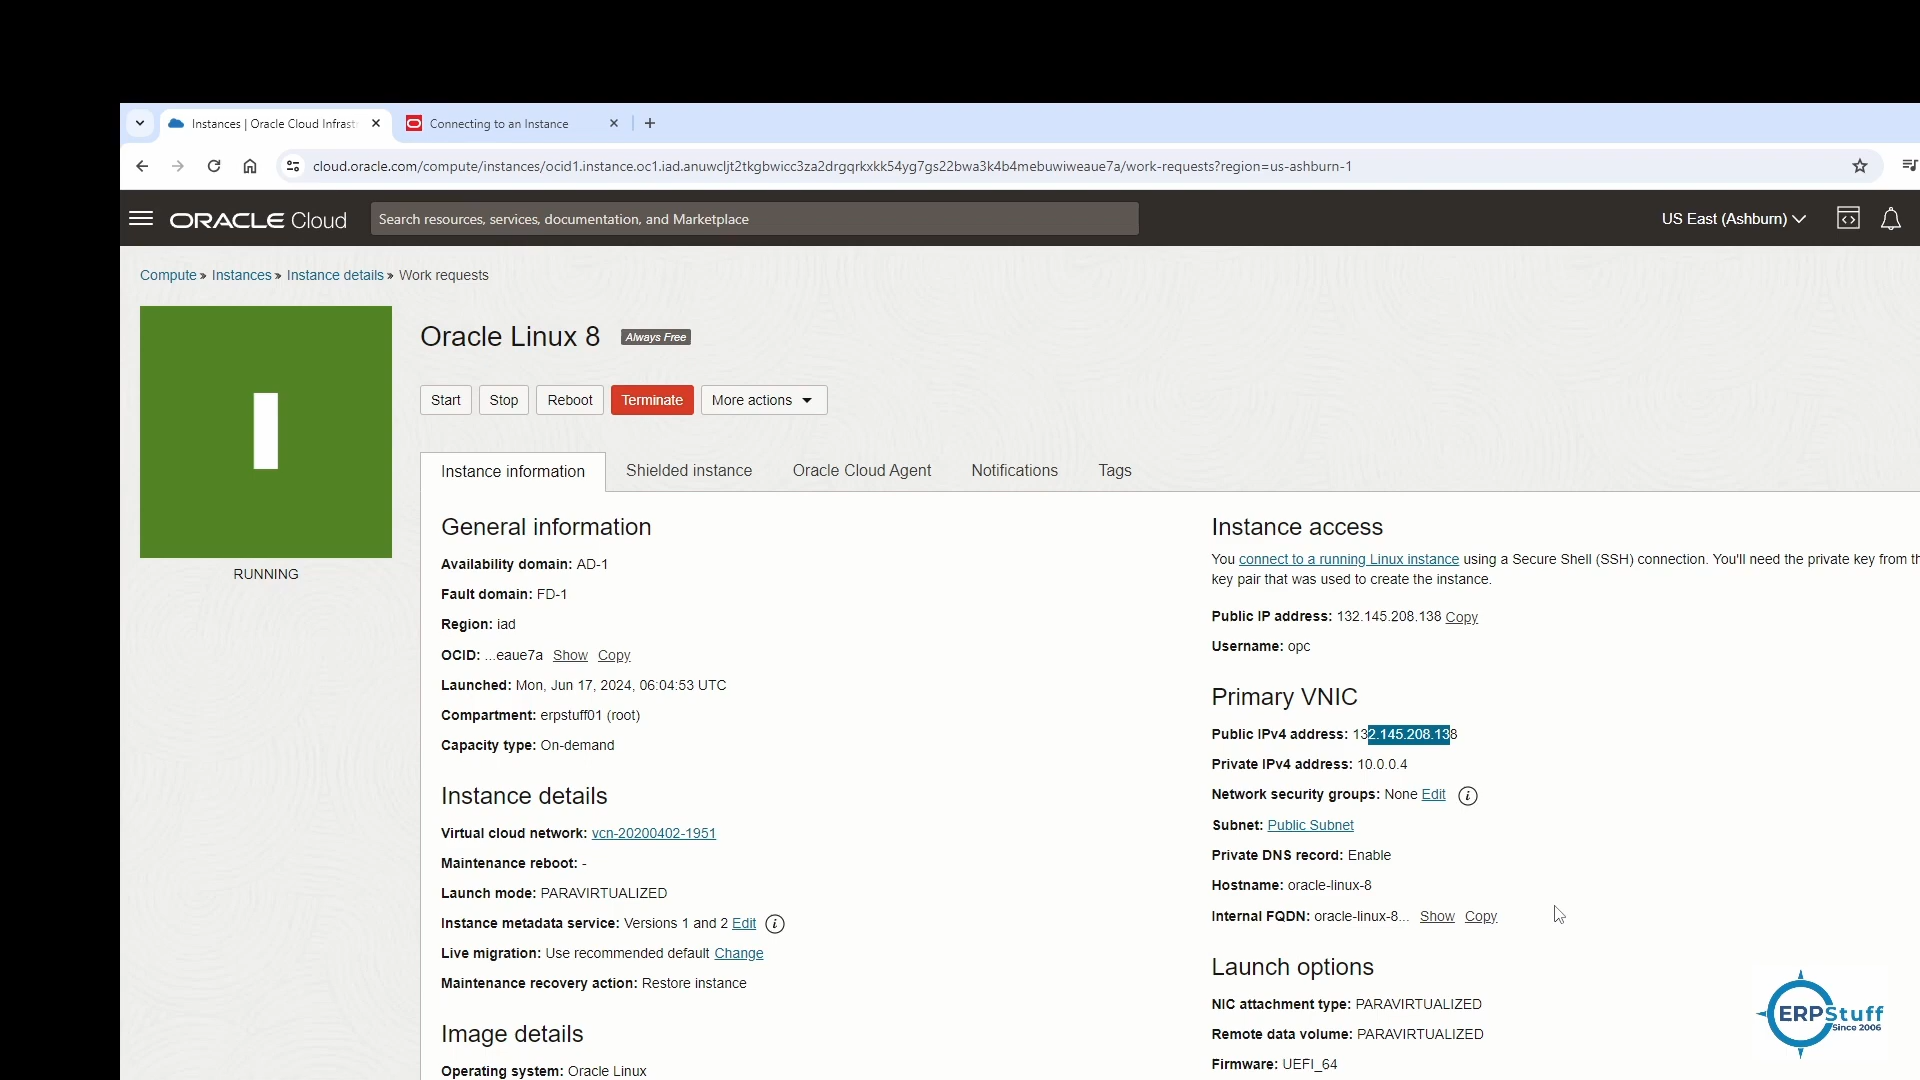 Instances | Oracle Cloud Infrast
Connecting to an Instance
cloud.oracle.com/compute/instances/ocid1.instance.oc1.iad.anuwcljt2tkgbwicc3za2drgqrkxkk54yg7gs22bwa3k4b4mebuwiweaue7a/work-requests?region=us-ashburn-1
ORACLE Cloud
Search resources, services, documentation, and Marketplace
US East (Ashburn)
Compute » Instances » Instance details » Work requests
Oracle Linux 8 Always Free
Start Stop Reboot Terminate More actions
RUNNING
Instance information Shielded instance Oracle Cloud Agent Notifications Tags
General information
Availability domain: AD-1
Fault domain: FD-1
Region: iad
OCID: ...eaue7a Show Copy
Launched: Mon, Jun 17, 2024, 06:04:53 UTC
Compartment: erpstuff01 (root)
Capacity type: On-demand
Instance details
Virtual cloud network: vcn-20200402-1951
Maintenance reboot: -
Launch mode: PARAVIRTUALIZED
Instance metadata service: Versions 1 and 2 Edit
Live migration: Use recommended default Change
Maintenance recovery action: Restore instance
Image details
Operating system: Oracle Linux
Instance access
You connect to a running Linux instance using a Secure Shell (SSH) connection. You'll need the private key from th
key pair that was used to create the instance.
Public IP address: 132.145.208.138 Copy
Username: opc
Primary VNIC
Public IPv4 address: 132.145.208.138
Private IPv4 address: 10.0.0.4
Network security groups: None Edit
Subnet: Public Subnet
Private DNS record: Enable
Hostname: oracle-linux-8
Internal FQDN: oracle-linux-8... Show Copy
Launch options
NIC attachment type: PARAVIRTUALIZED
Remote data volume: PARAVIRTUALIZED
Firmware: UEFI_64
ERPStuff
Since 2006